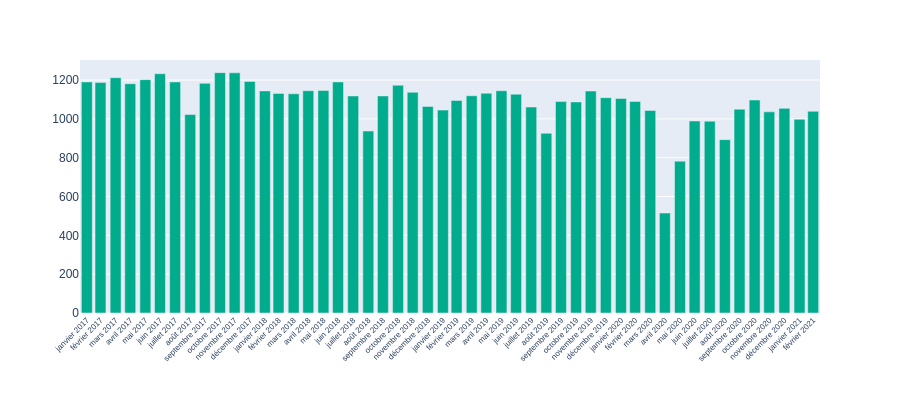 1200
1000
800
600
400
200
0
janvier 2017
février 2017
mars 2017
avril 2017
mai 2017
juin 2017
juillet 2017
août 2017
septembre 2017
octobre 2017
novembre 2017
décembre 2017
janvier 2018
février 2018
mars 2018
avril 2018
mai 2018
juin 2018
juillet 2018
août 2018
septembre 2018
octobre 2018
novembre 2018
décembre 2018
janvier 2019
février 2019
mars 2019
avril 2019
mai 2019
juin 2019
juillet 2019
août 2019
septembre 2019
octobre 2019
novembre 2019
décembre 2019
janvier 2020
février 2020
mars 2020
avril 2020
mai 2020
juin 2020
juillet 2020
août 2020
septembre 2020
octobre 2020
novembre 2020
décembre 2020
janvier 2021
février 2021